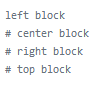 left block
# center block
# right block
# top block